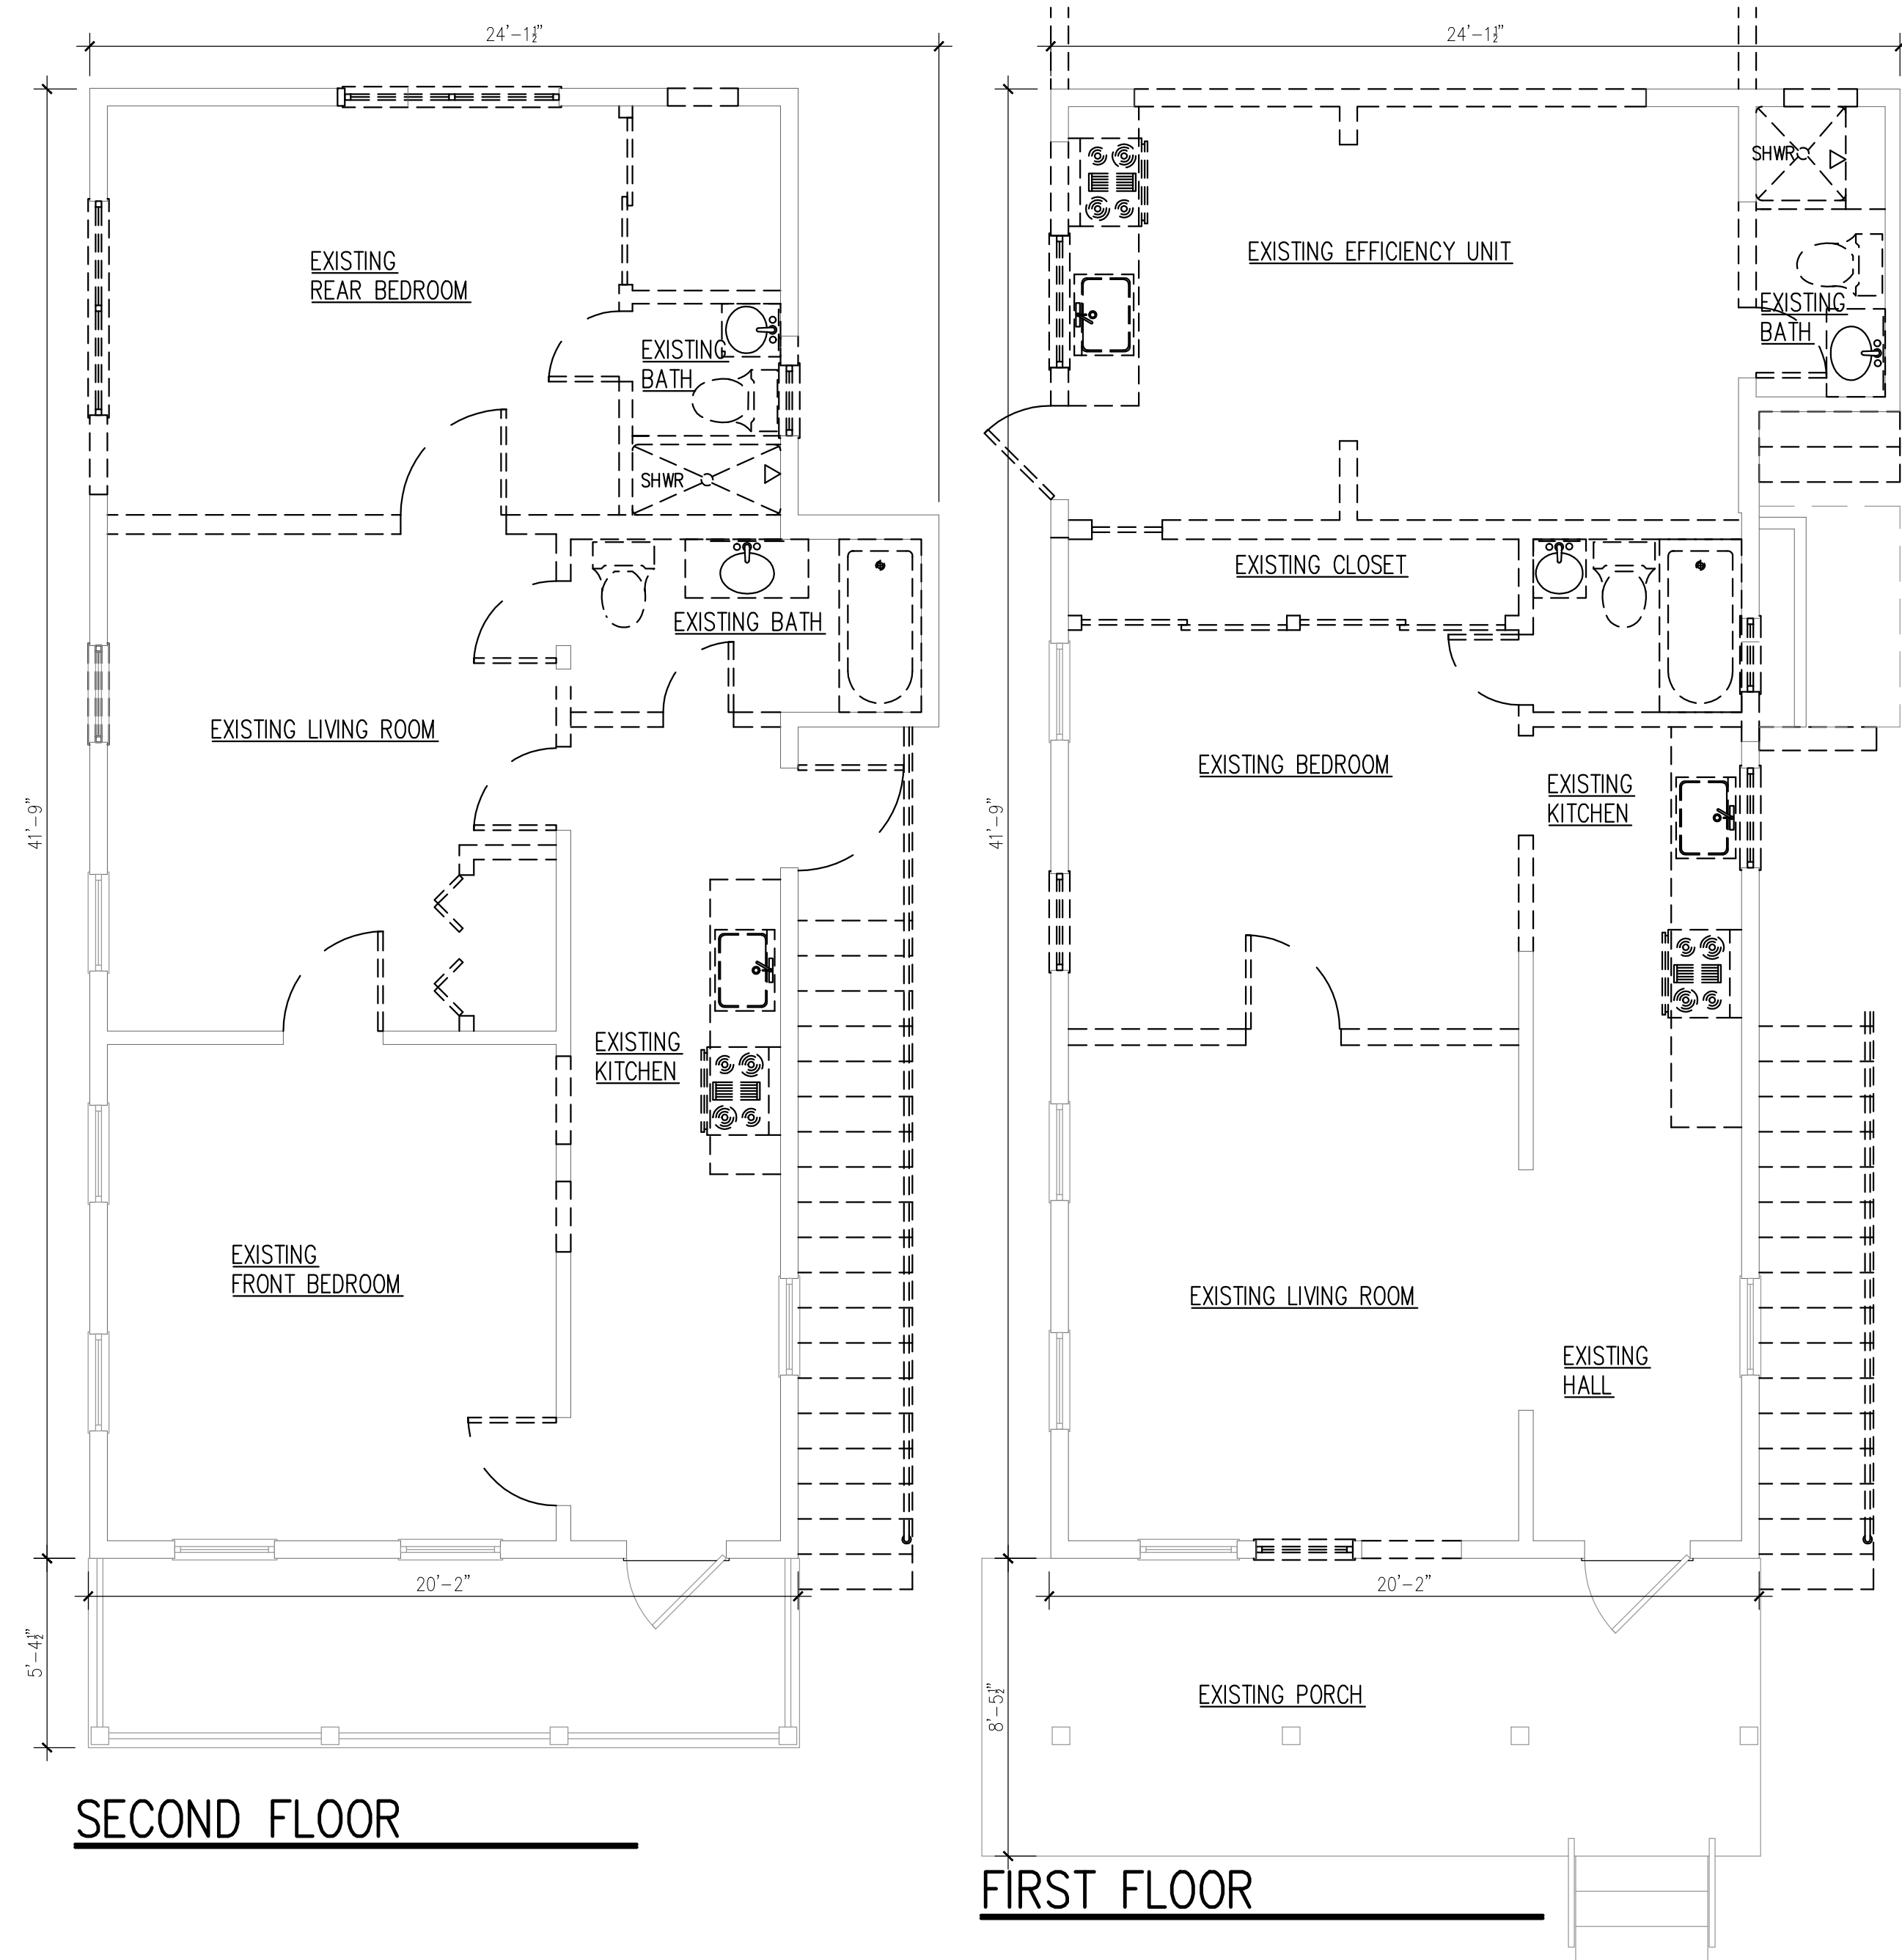 24'-1½"
EXISTING
REAR BEDROOM
EXISTING
BATH
SHWR
EXISTING BATH
EXISTING LIVING ROOM
41'-9"
EXISTING
KITCHEN
EXISTING
FRONT BEDROOM
20'-2"
5'-4½"
SECOND FLOOR
24'-1½"
SHWR
EXISTING EFFICIENCY UNIT
EXISTING
BATH
EXISTING CLOSET
EXISTING BEDROOM
EXISTING
KITCHEN
41'-9"
EXISTING LIVING ROOM
EXISTING
HALL
20'-2"
EXISTING PORCH
8'-5½"
FIRST FLOOR